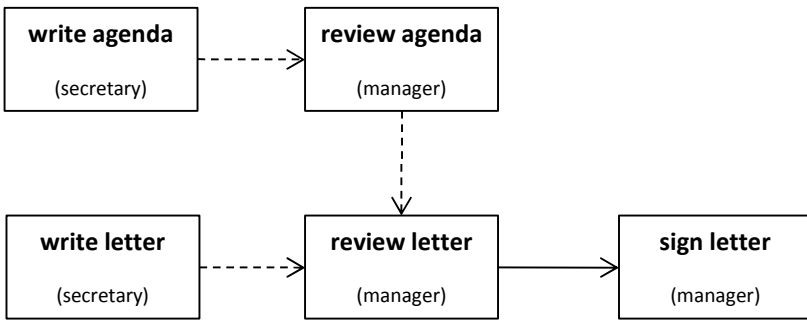 write agenda
(secretary)
review agenda
(manager)
write letter
(secretary)
review letter
(manager)
sign letter
(manager)